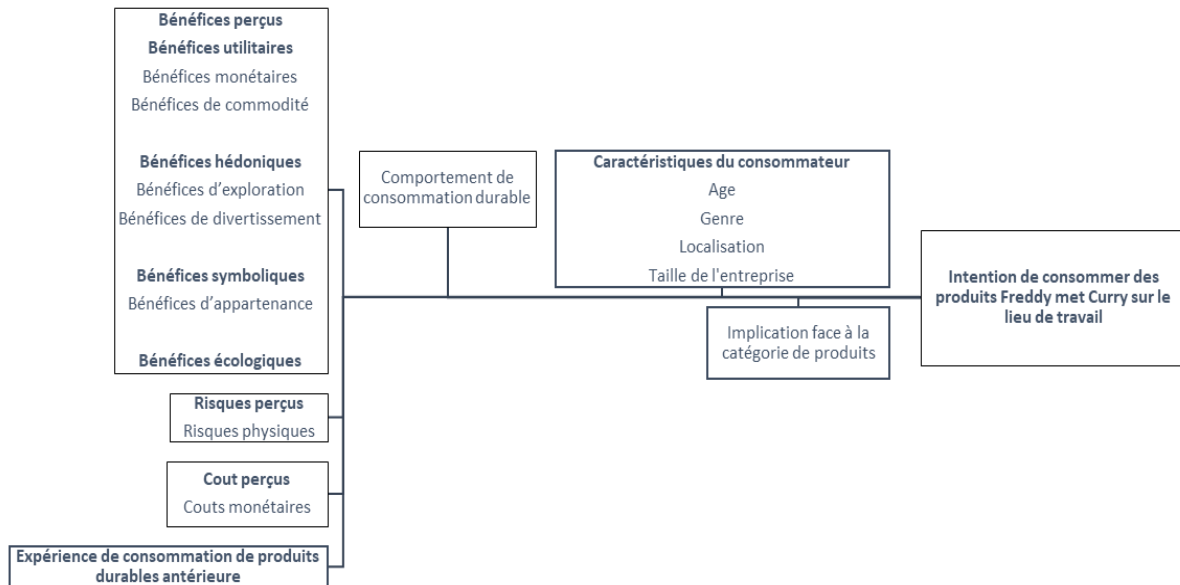 Bénéfices perçus
Bénéfices utilitaires
Bénéfices monétaires
Bénéfices de commodité
Bénéfices hédoniques
Bénéfices d'exploration
Bénéfices de divertissement
Bénéfices symboliques
Bénéfices d'appartenance
Bénéfices écologiques
Risques perçus
Risques physiques
Cout perçus
Couts monétaires
Expérience de consommation de produits
durables antérieure
Comportement de
consommation durable
Caractéristiques du consommateur
Age
Genre
Localisation
Taille de l'entreprise
Implication face à la
catégorie de produits
Intention de consommer des
produits Freddy met Curry sur le
lieu de travail